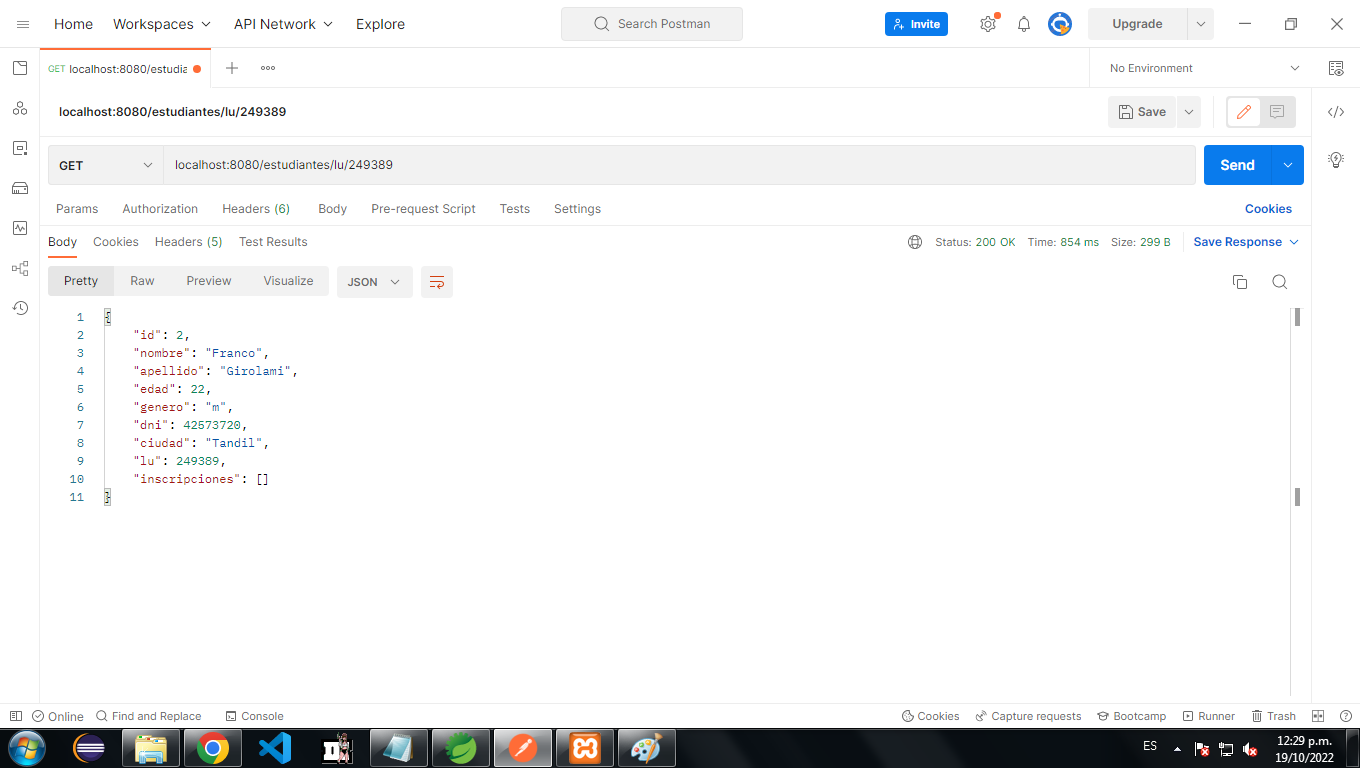 Home Workspaces API Network Explore Search Postman Invite Upgrade
GET localhost:8080/estudia No Environment
localhost:8080/estudiantes/lu/249389 Save
GET localhost:8080/estudiantes/lu/249389 Send
Params Authorization Headers (6) Body Pre-request Script Tests Settings Cookies
Body Cookies Headers (5) Test Results Status: 200 OK Time: 854 ms Size: 299 B Save Response
Pretty Raw Preview Visualize JSON
1 {
2 "id": 2,
3 "nombre": "Franco",
4 "apellido": "Girolami",
5 "edad": 22,
6 "genero": "m",
7 "dni": 42573720,
8 "ciudad": "Tandil",
9 "lu": 249389,
10 "inscripciones": []
11 }
Online Find and Replace Console Cookies Capture requests Bootcamp Runner Trash
ES 12:29 p.m.
19/10/2022